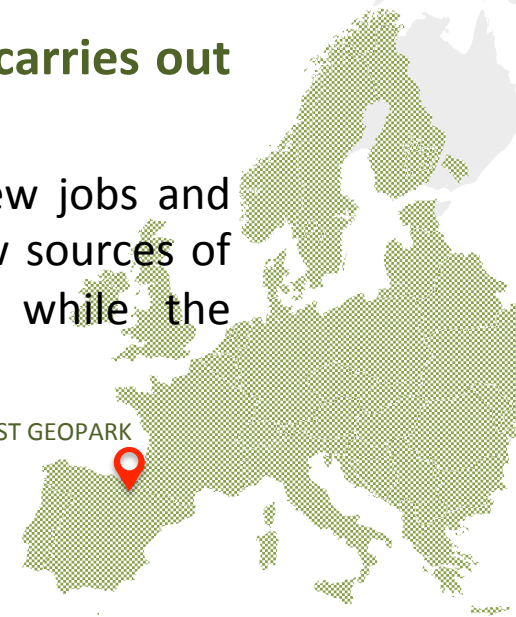 carries out
ew jobs and
w sources of
while the
ST GEOPARK